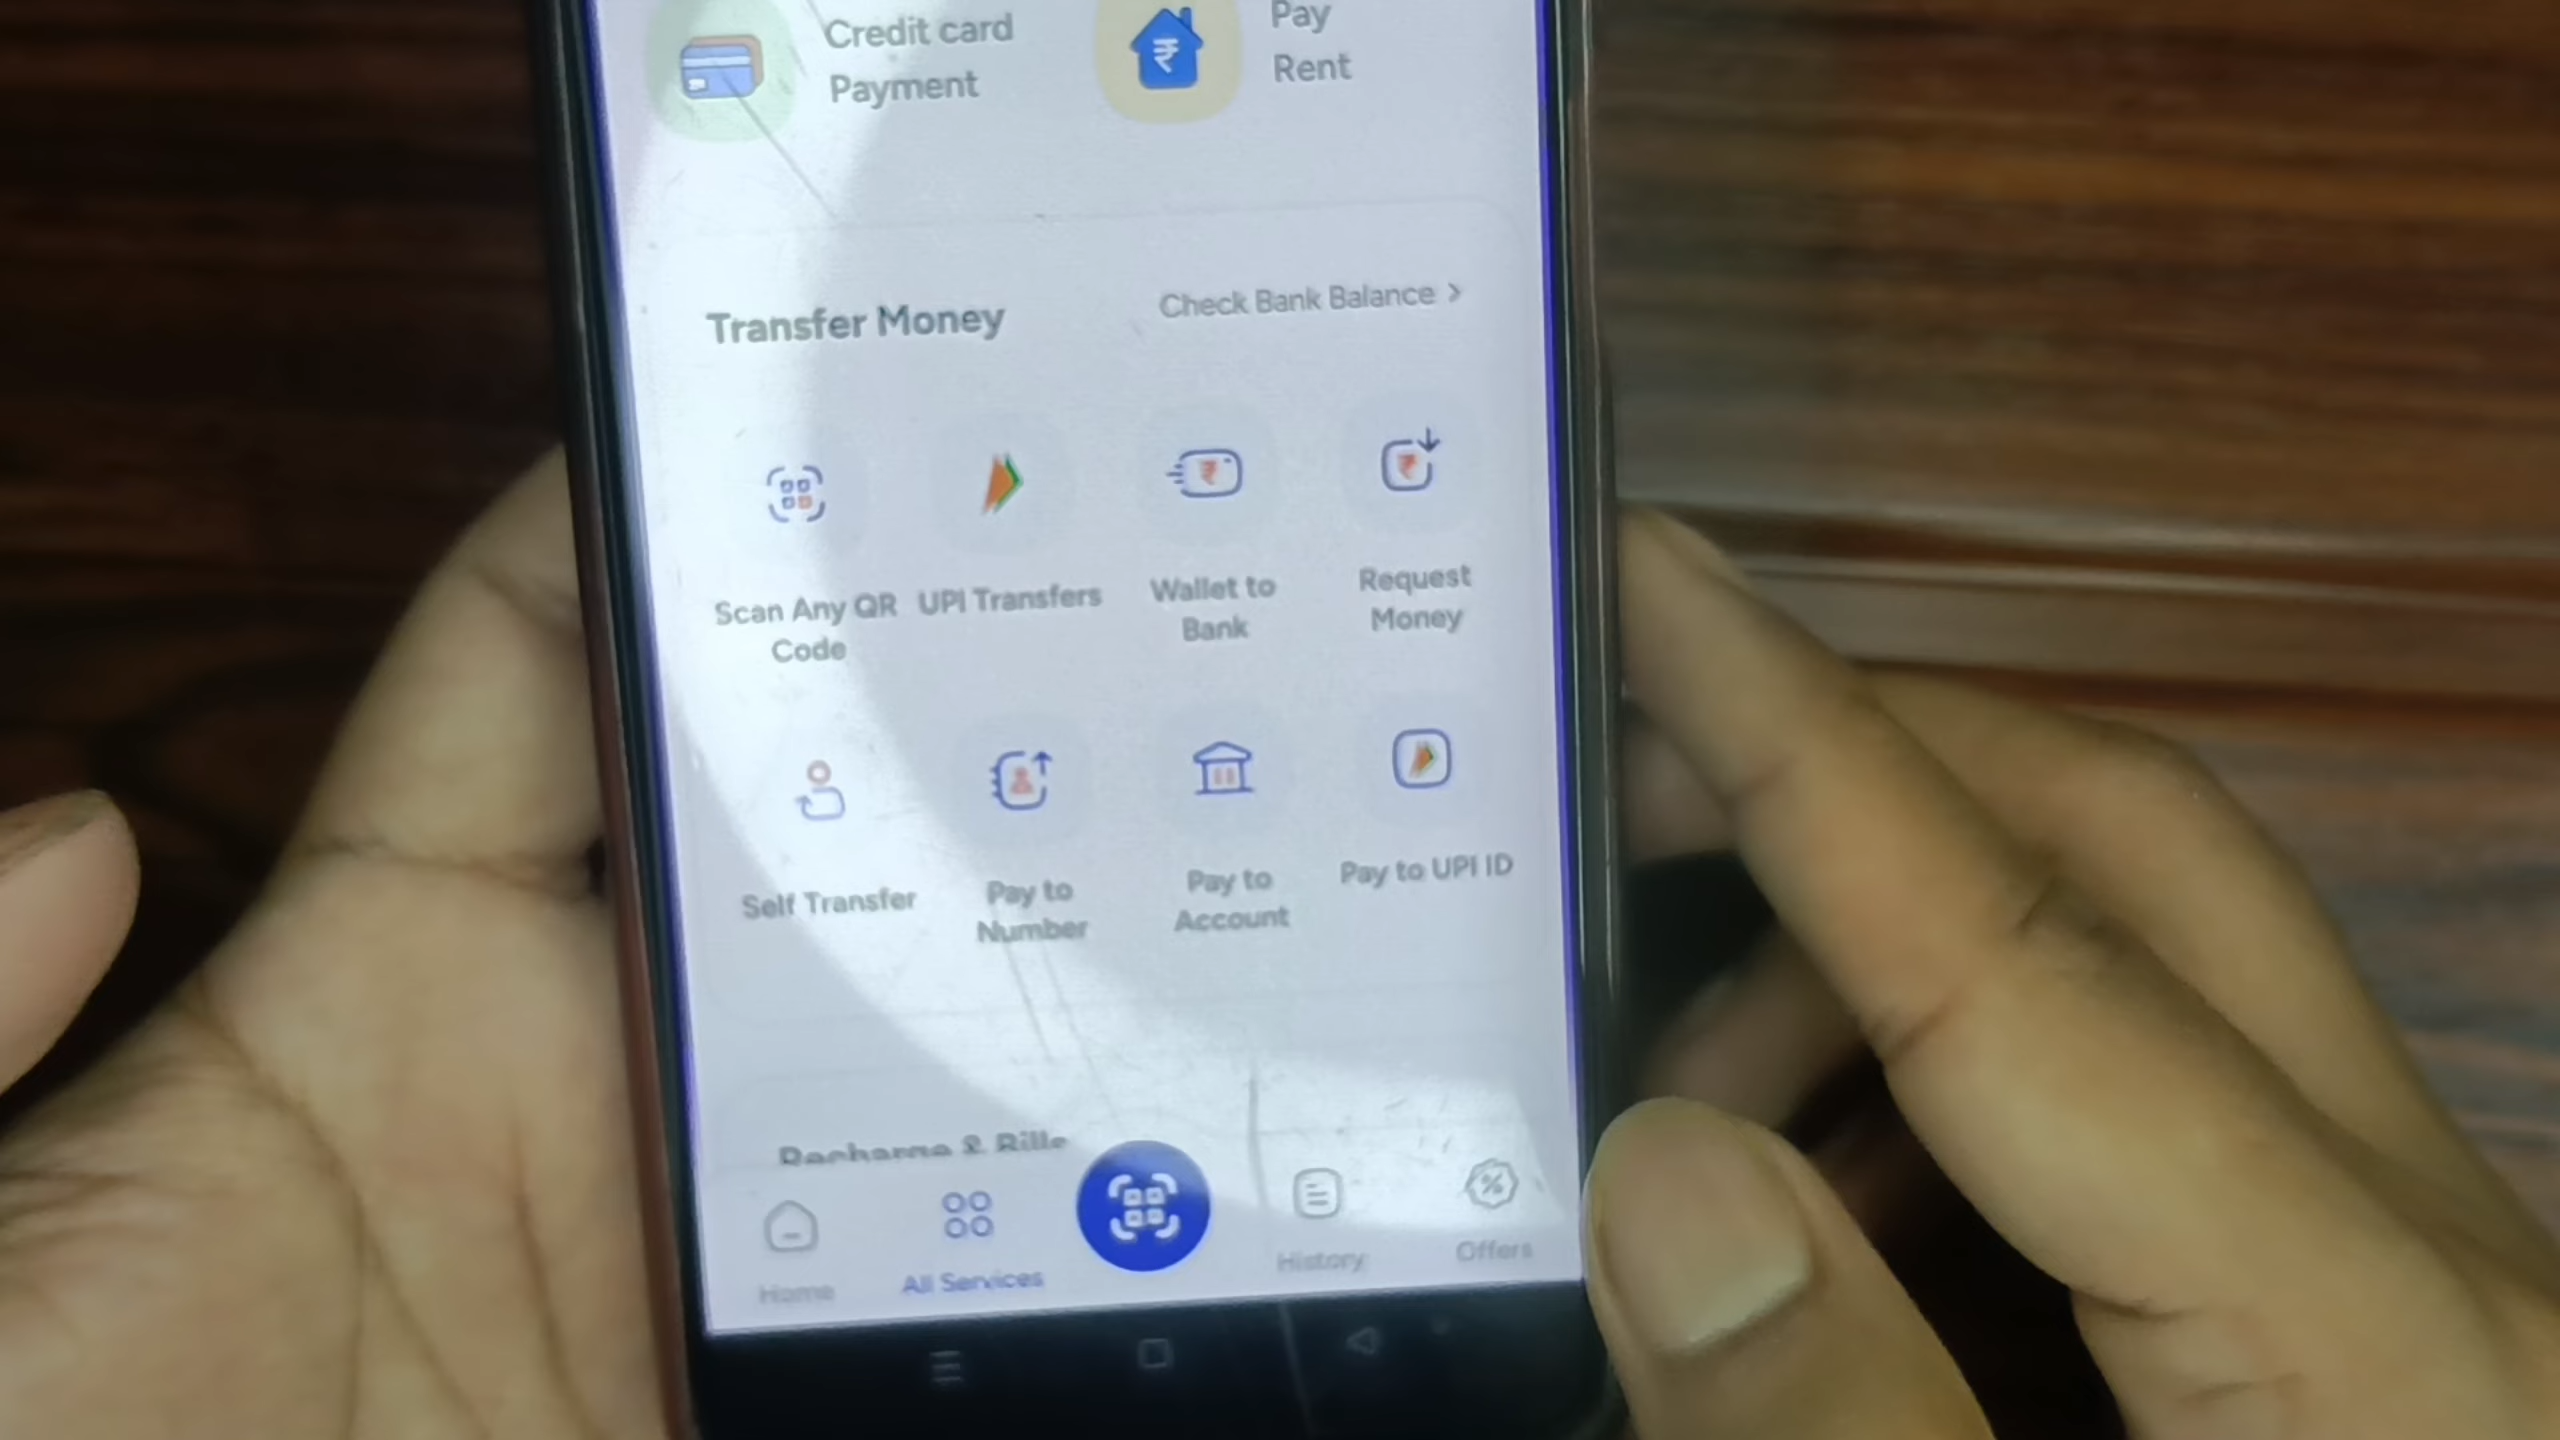 Credit card
Payment
Pay
Rent
Transfer Money
Check Bank Balance >
Scan Any QR
Code
UPI Transfers
Wallet to
Bank
Request
Money
Self Transfer
Pay to
Number
Pay to
Account
Pay to UPI ID
Recharge & Bills
Home
All Services
History
Offers